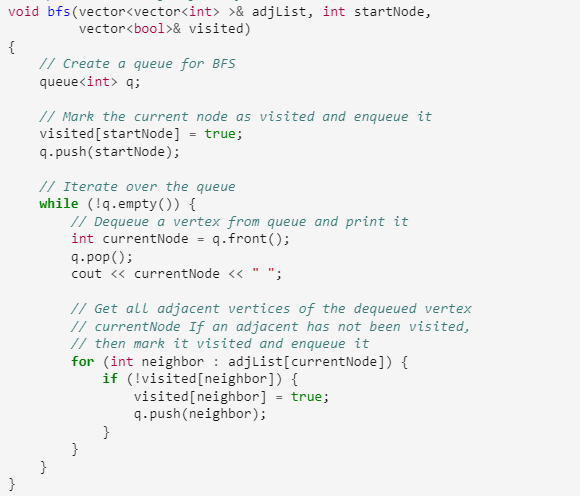 void bfs(vector<vector<int> >& adjList, int startNode,
         vector<bool>& visited)
{
    // Create a queue for BFS
    queue<int> q;

    // Mark the current node as visited and enqueue it
    visited[startNode] = true;
    q.push(startNode);

    // Iterate over the queue
    while (!q.empty()) {
        // Dequeue a vertex from queue and print it
        int currentNode = q.front();
        q.pop();
        cout << currentNode << " ";

        // Get all adjacent vertices of the dequeued vertex
        // currentNode If an adjacent has not been visited,
        // then mark it visited and enqueue it
        for (int neighbor : adjList[currentNode]) {
            if (!visited[neighbor]) {
                visited[neighbor] = true;
                q.push(neighbor);
            }
        }
    }
}